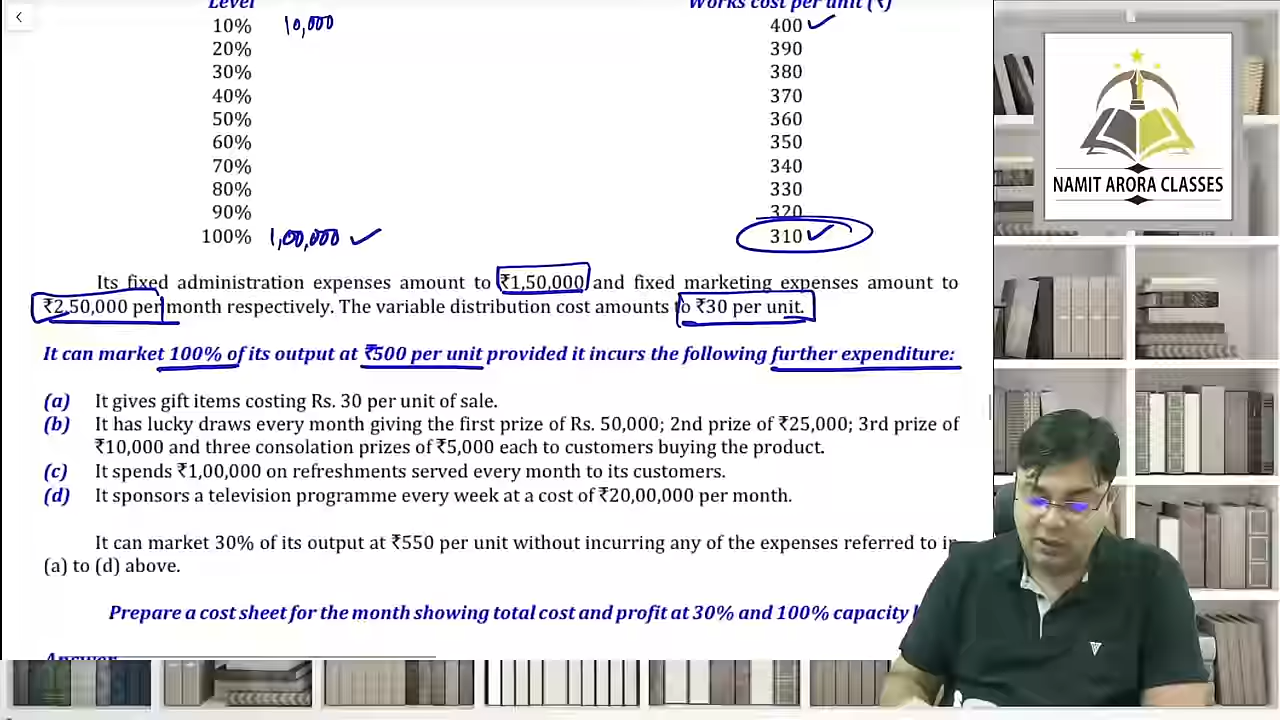 Level Works cost per unit (₹)
10% 10,000 400
20% 390
30% 380
40% 370
50% 360
60% 350
70% 340
80% 330
90% 320
100% 1,00,000 310
NAMIT ARORA CLASSES
Its fixed administration expenses amount to ₹1,50,000 and fixed marketing expenses amount to
₹2,50,000 per month respectively. The variable distribution cost amounts to ₹30 per unit.
It can market 100% of its output at ₹500 per unit provided it incurs the following further expenditure:
(a) It gives gift items costing Rs. 30 per unit of sale.
(b) It has lucky draws every month giving the first prize of Rs. 50,000; 2nd prize of ₹25,000; 3rd prize of
₹10,000 and three consolation prizes of ₹5,000 each to customers buying the product.
(c) It spends ₹1,00,000 on refreshments served every month to its customers.
(d) It sponsors a television programme every week at a cost of ₹20,00,000 per month.
It can market 30% of its output at ₹550 per unit without incurring any of the expenses referred to in
(a) to (d) above.
Prepare a cost sheet for the month showing total cost and profit at 30% and 100% capacity
Answer